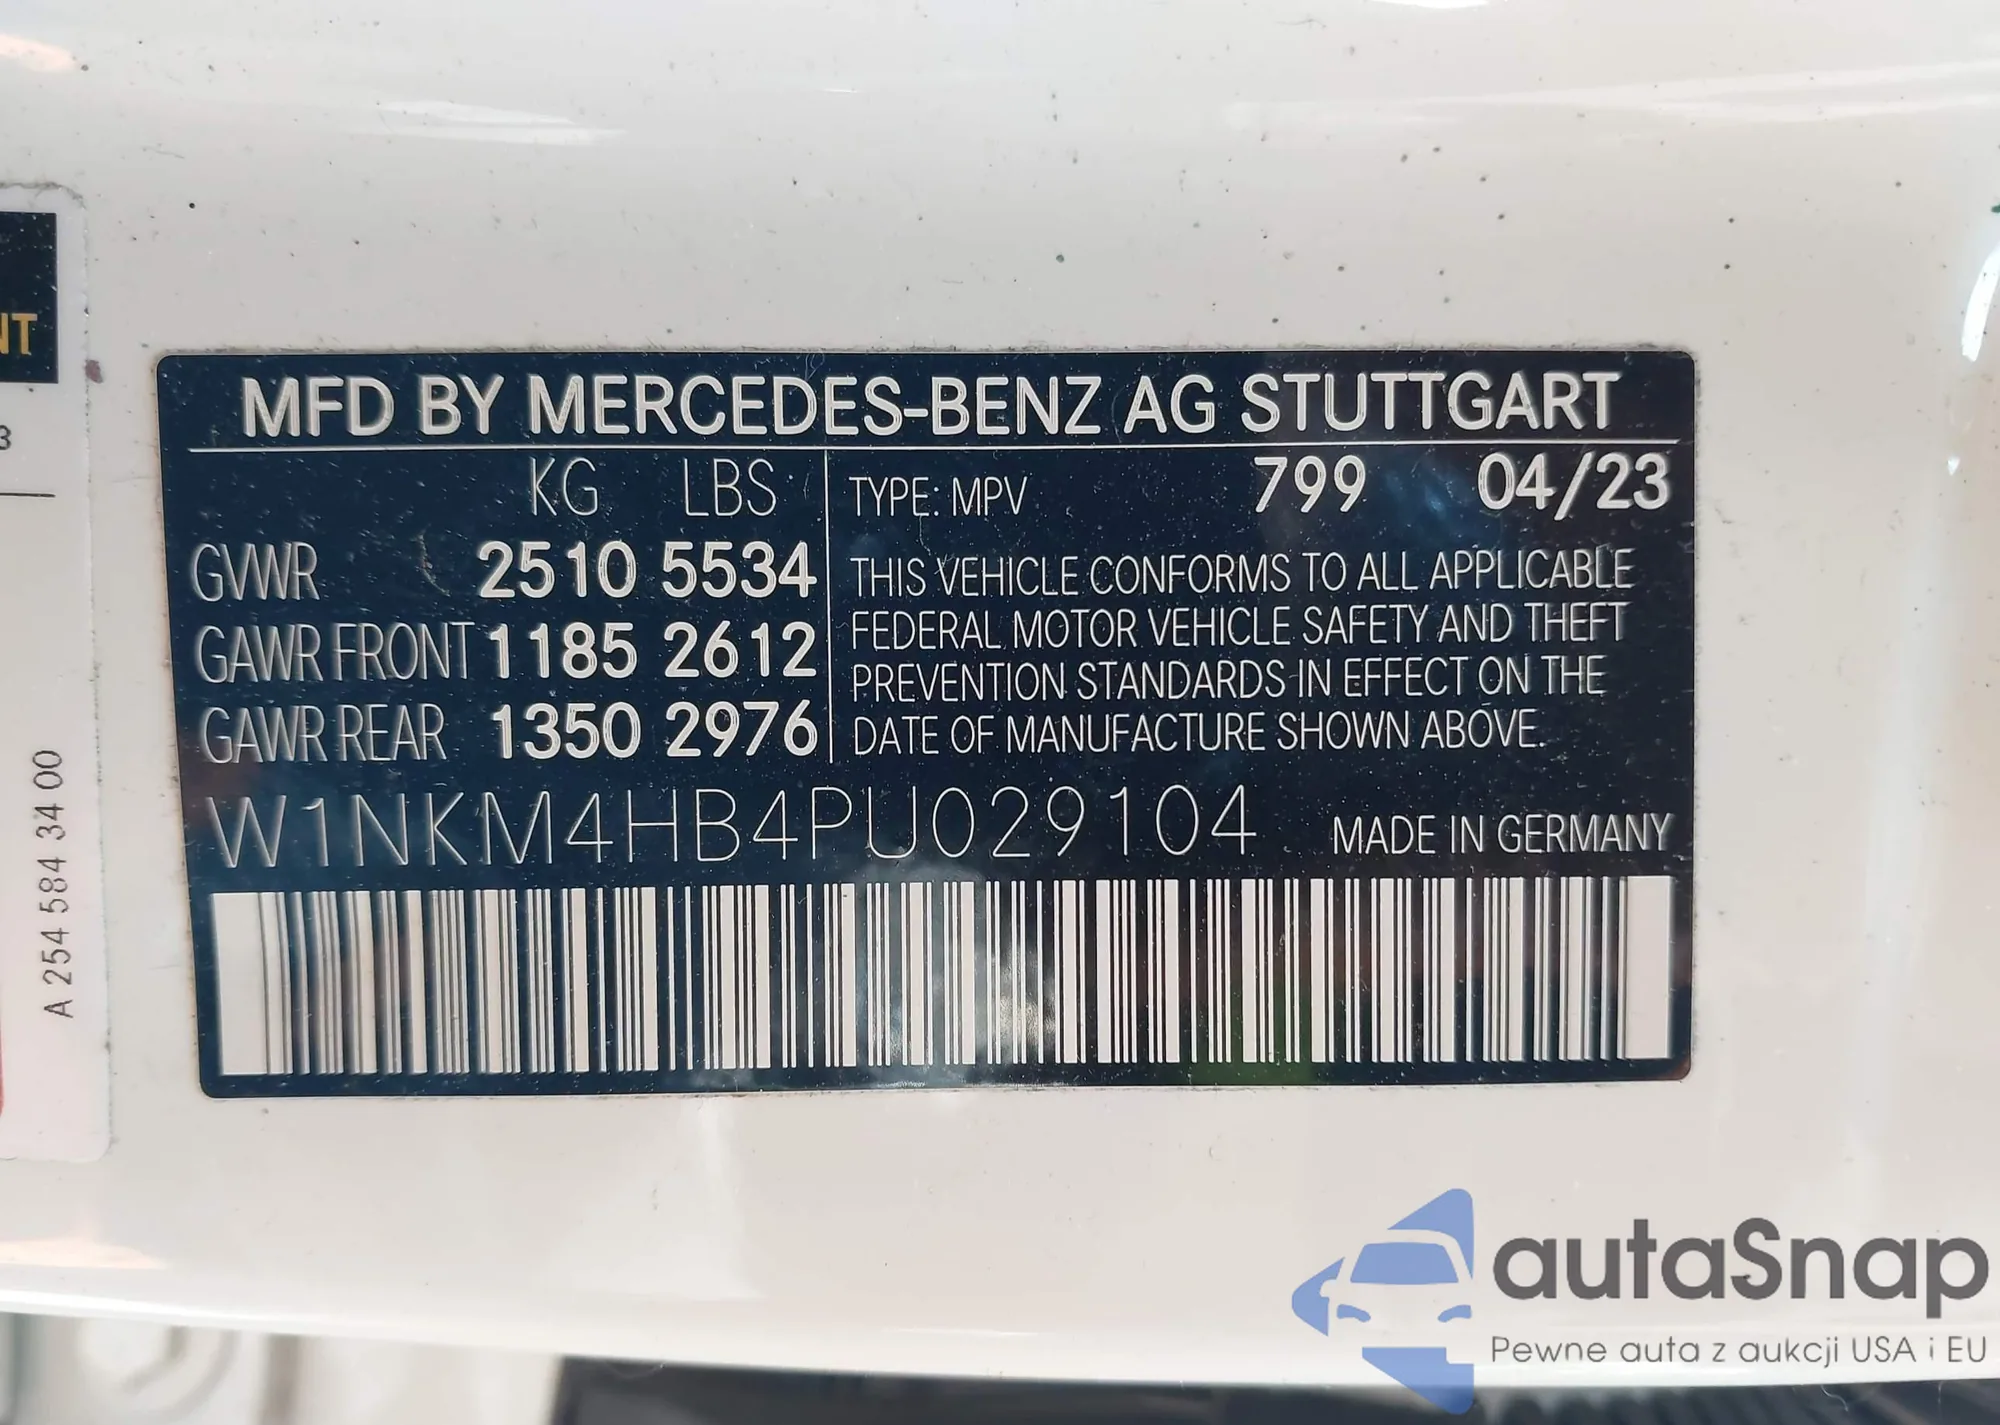 NT
3
A 254 584 34 00
MFD BY MERCEDES-BENZ AG STUTTGART
KG LBS
TYPE: MPV 799 04/23
GVWR 2510 5534
GAWR FRONT 1185 2612
GAWR REAR 1350 2976
THIS VEHICLE CONFORMS TO ALL APPLICABLE
FEDERAL MOTOR VEHICLE SAFETY AND THEFT
PREVENTION STANDARDS IN EFFECT ON THE
DATE OF MANUFACTURE SHOWN ABOVE.
W1NKM4HB4PU029104 MADE IN GERMANY
autaSnap
Pewne auta z aukcji USA i EU